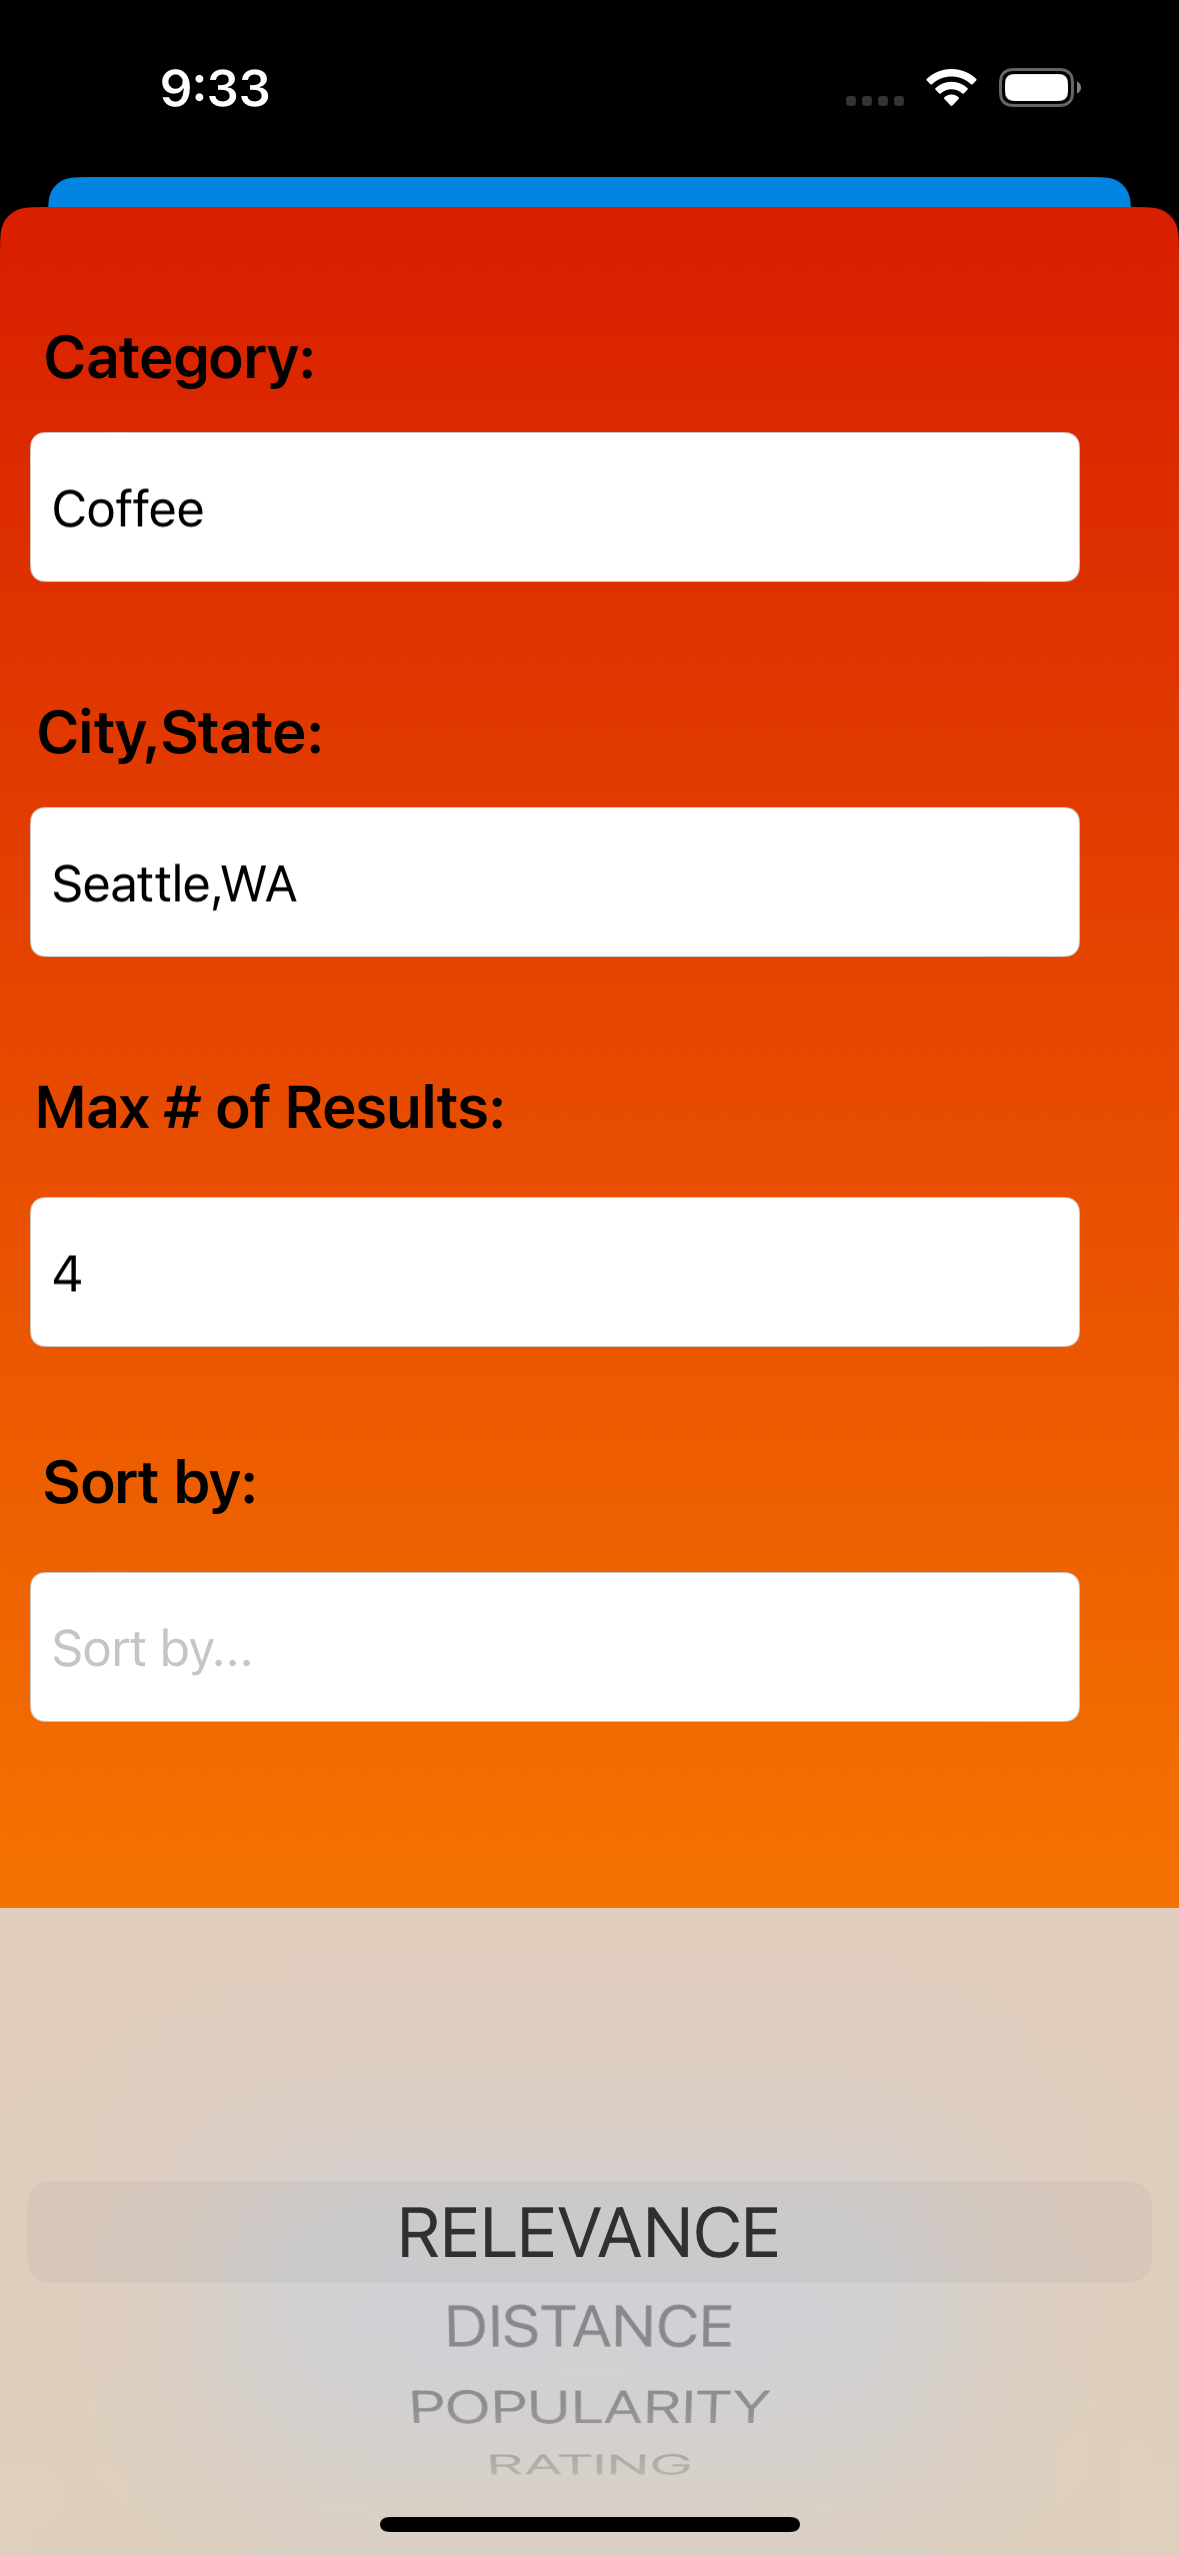 9:33
Category:
Coffee
City,State:
Seattle,WA
Max # of Results:
4
Sort by:
Sort by...
RELEVANCE
DISTANCE
POPULARITY
RATING